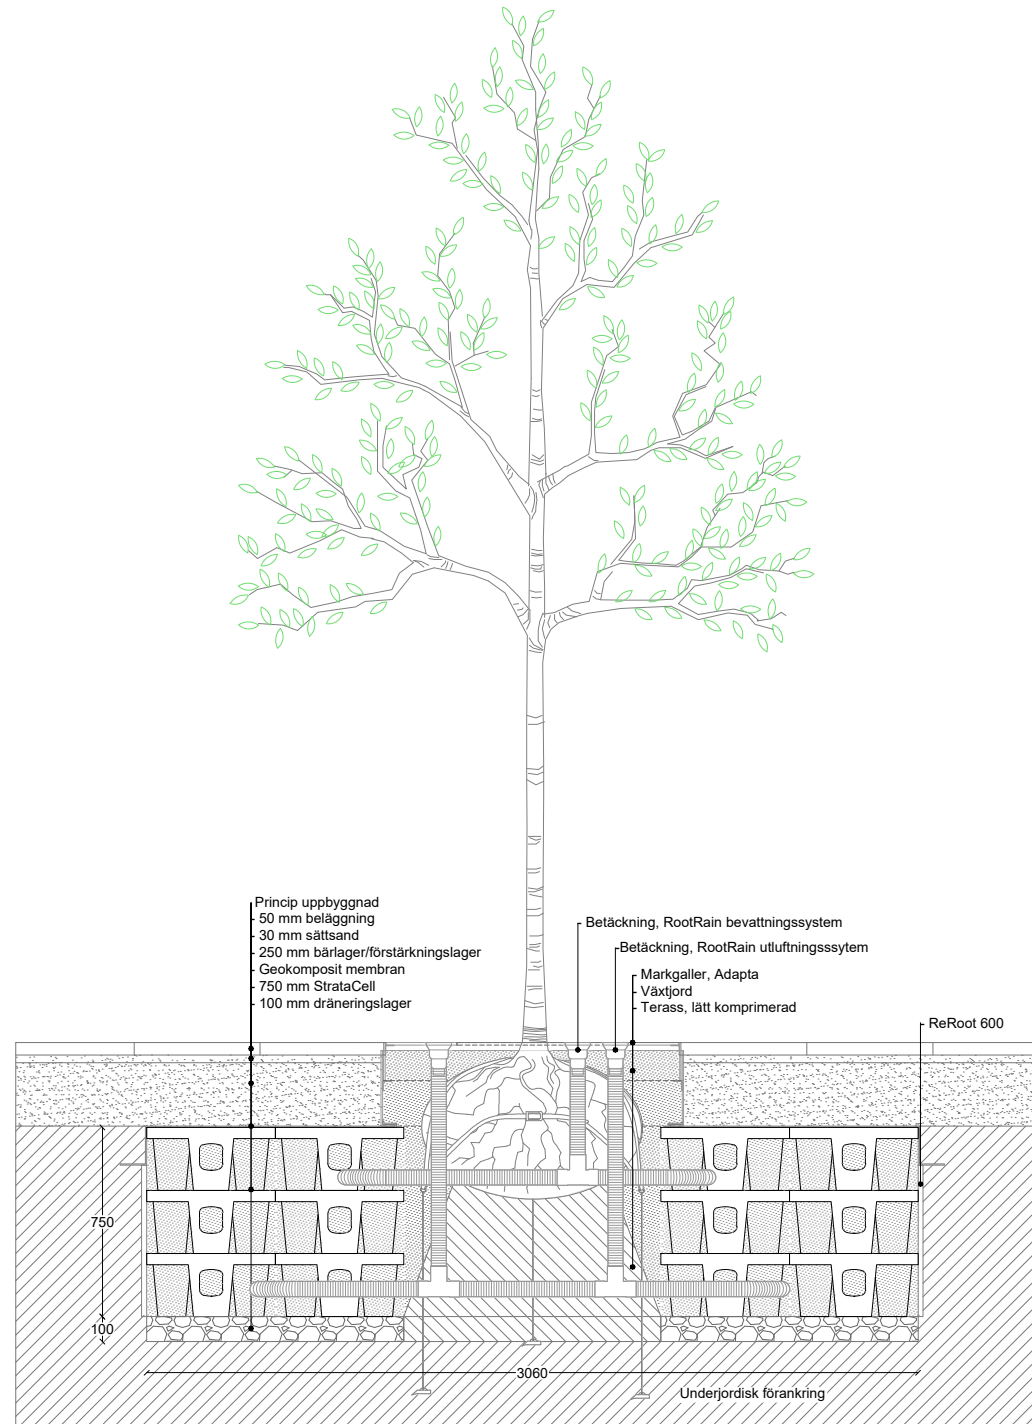 Princip uppbyggnad
50 mm beläggning
30 mm sättsand
250 mm bärlager/förstärkningslager
Geokomposit membran
750 mm StrataCell
100 mm dräneringslager
Betäckning, RootRain bevattningssystem
Betäckning, RootRain utluftningsssytem
Markgaller, Adapta
Växtjord
Terass, lätt komprimerad
ReRoot 600
750
100
3060
Underjordisk förankring